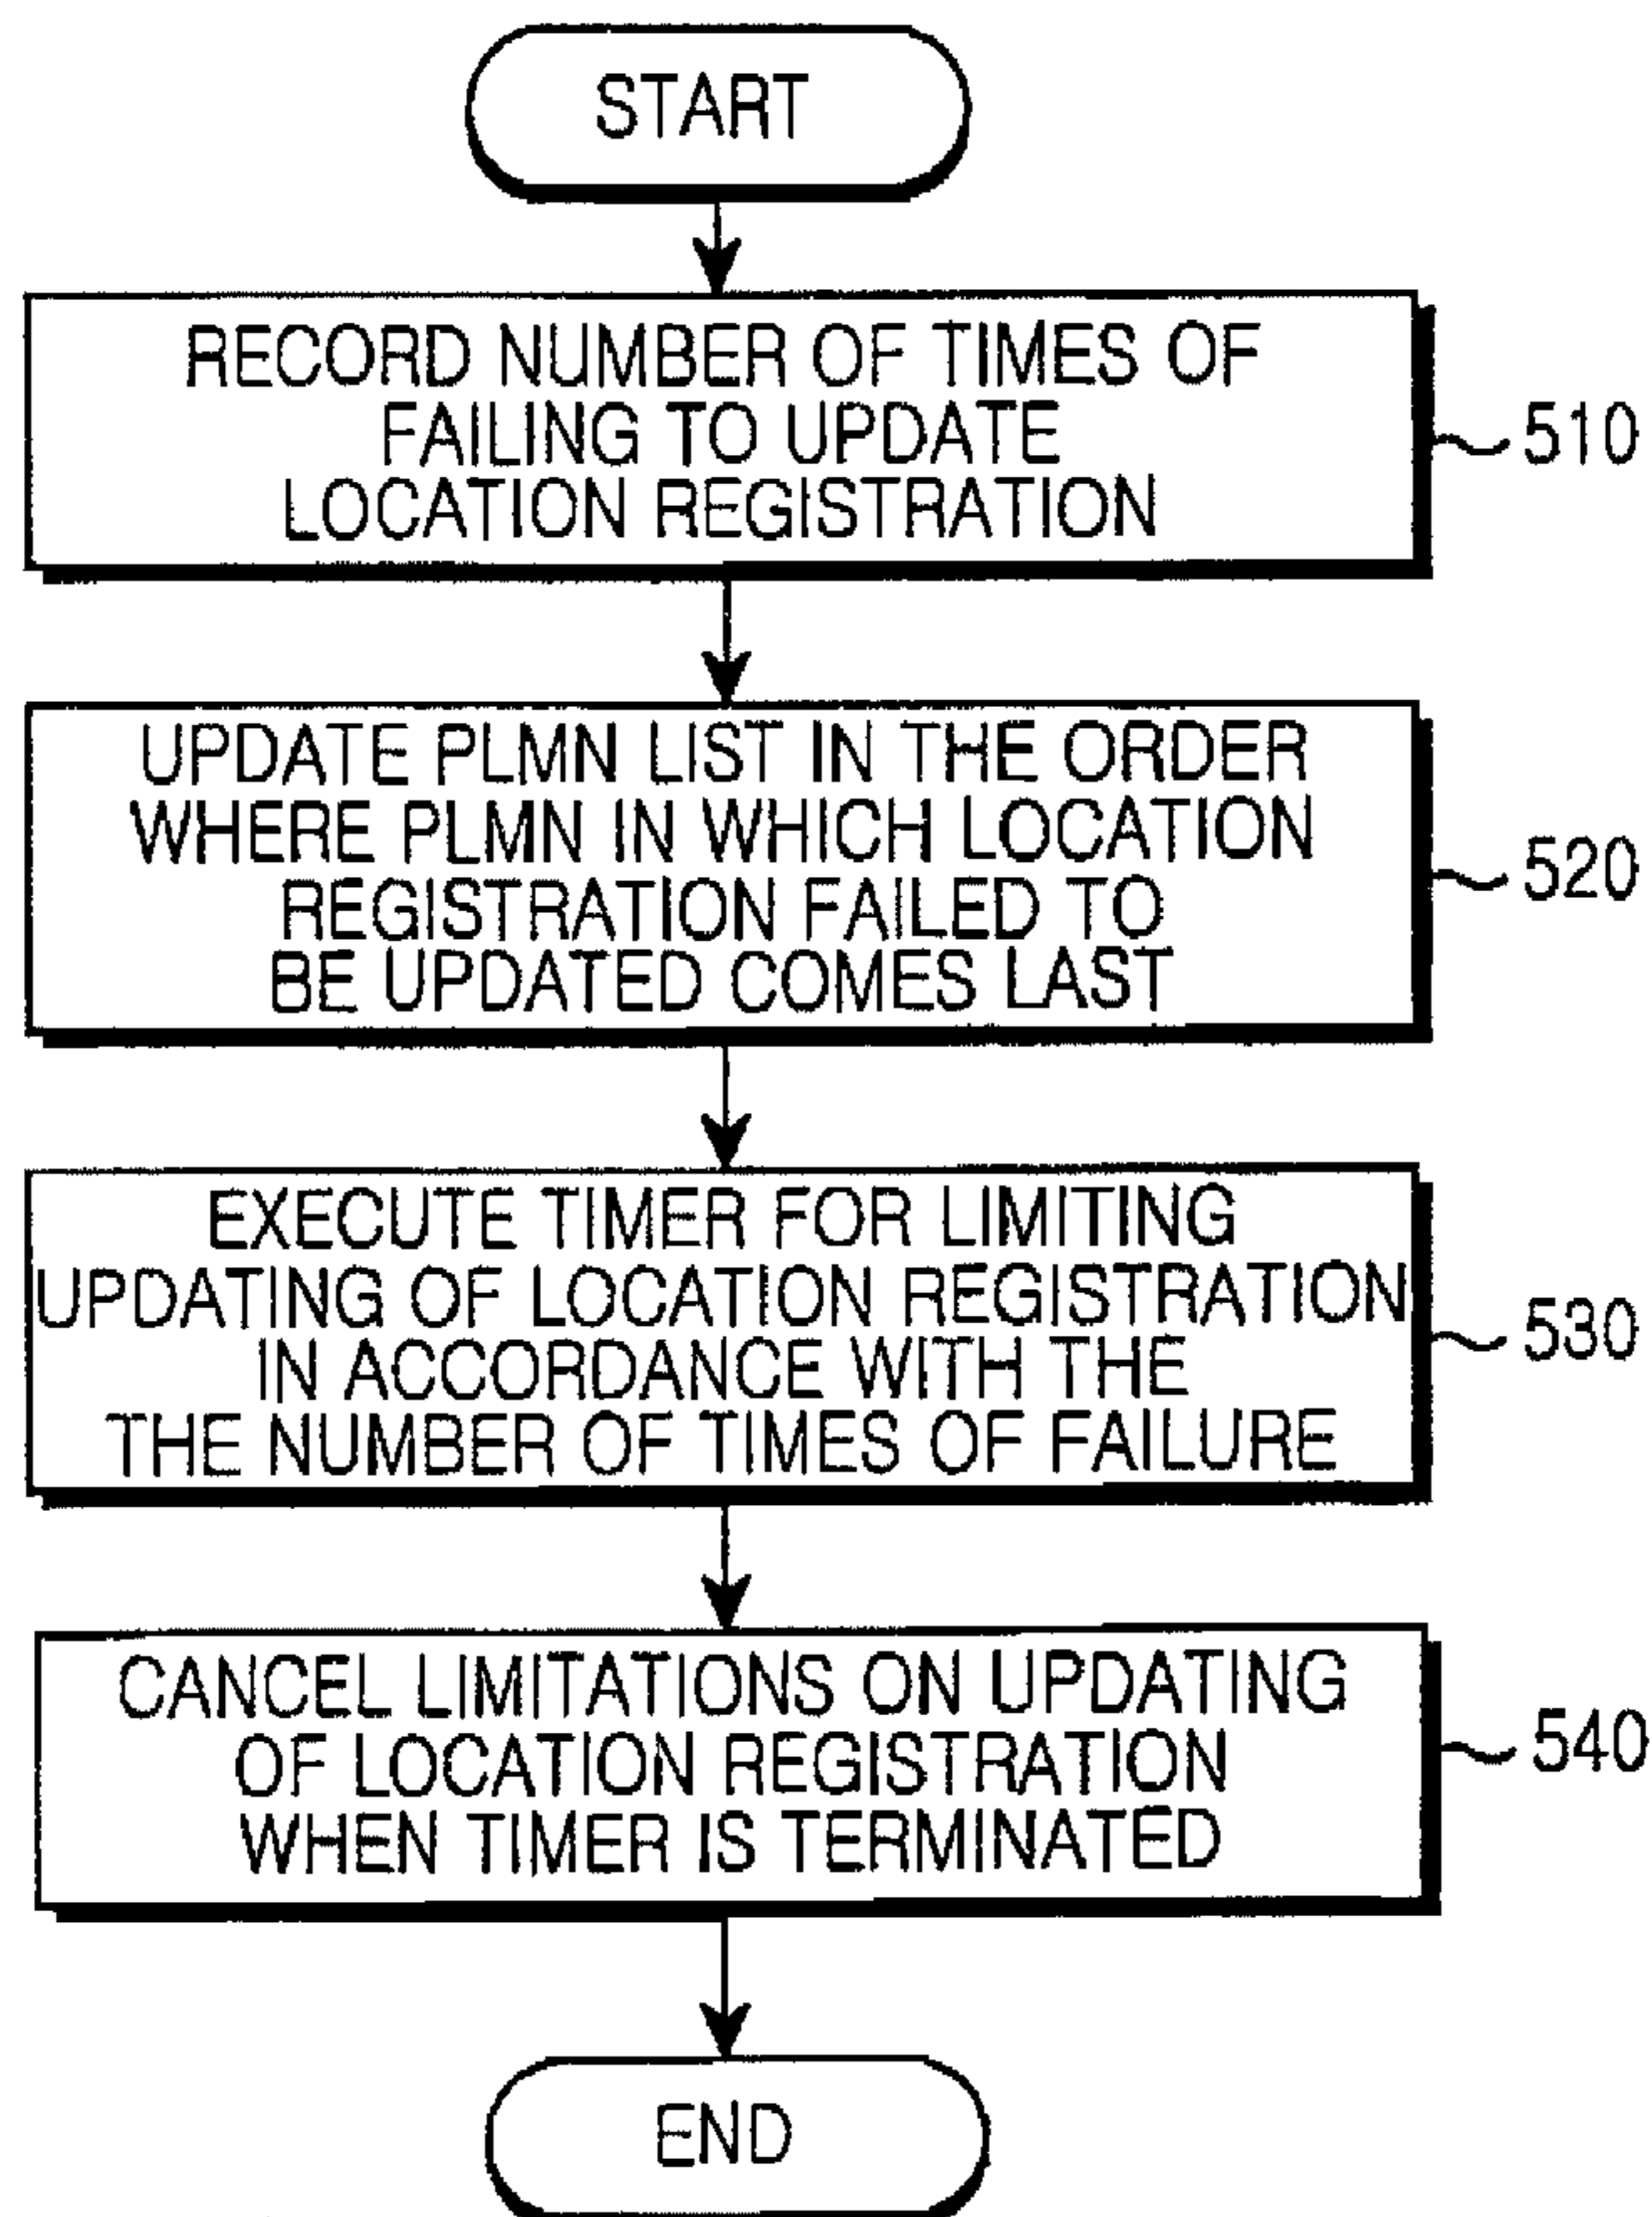 START
RECORD NUMBER OF TIMES OF
FAILING TO UPDATE
LOCATION REGISTRATION
510
UPDATE PLMN LIST IN THE ORDER
WHERE PLMN IN WHICH LOCATION
REGISTRATION FAILED TO
BE UPDATED COMES LAST
520
EXECUTE TIMER FOR LIMITING
UPDATING OF LOCATION REGISTRATION
IN ACCORDANCE WITH THE
THE NUMBER OF TIMES OF FAILURE
530
CANCEL LIMITATIONS ON UPDATING
OF LOCATION REGISTRATION
WHEN TIMER IS TERMINATED
540
END